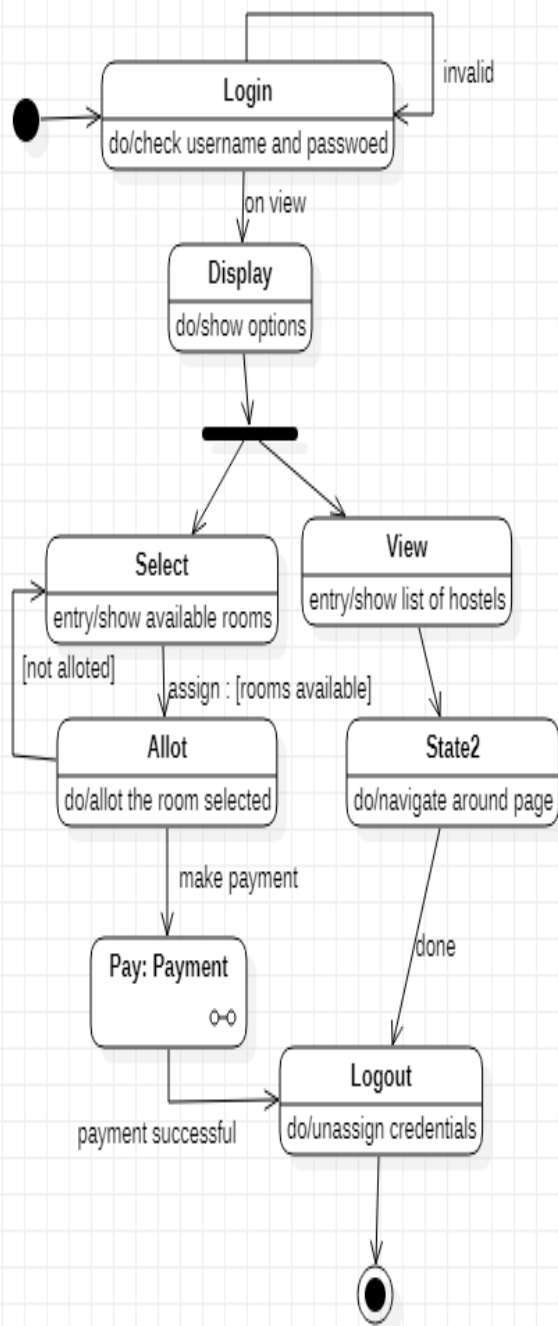 Login
invalid
do/check username and passwoed
on view
Display
do/show options
Select
entry/show available rooms
View
entry/show list of hostels
[not alloted]
assign : [rooms available]
Allot
do/allot the room selected
State2
do/navigate around page
make payment
done
Pay: Payment
Logout
do/unassign credentials
payment successful